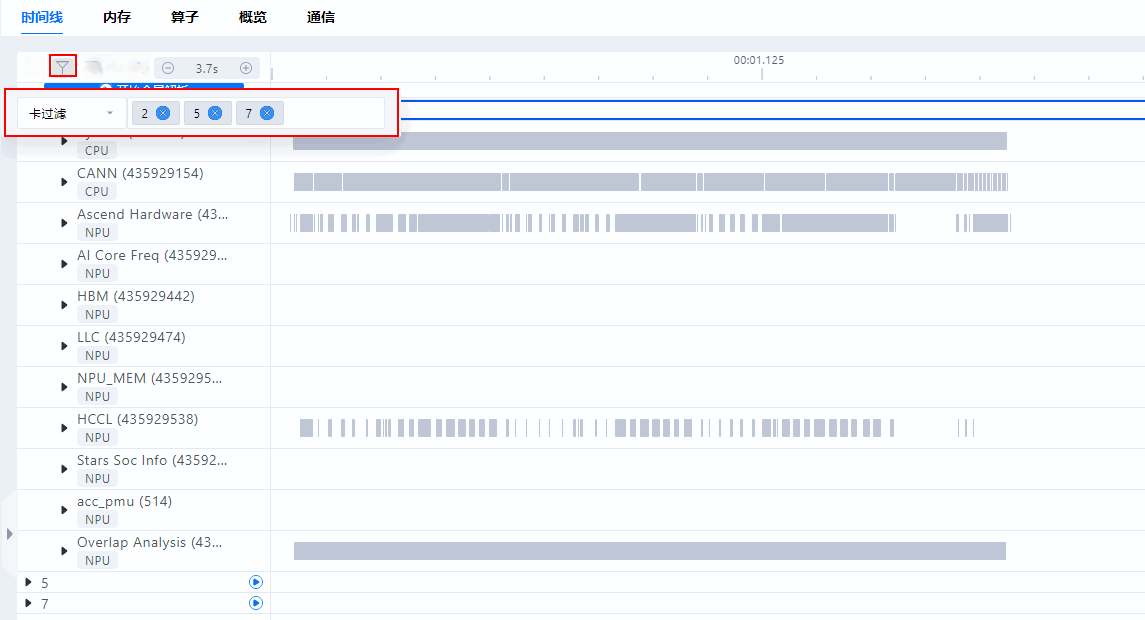 时间线 内存 算子 概览 通信
3.7s
00:01.125
卡过滤 2 5 7
CPU
CANN (435929154)
CPU
Ascend Hardware (43...
NPU
AI Core Freq (435929...
NPU
HBM (435929442)
NPU
LLC (435929474)
NPU
NPU_MEM (4359295...
NPU
HCCL (435929538)
NPU
Stars Soc Info (43592...
NPU
acc_pmu (514)
NPU
Overlap Analysis (43...
NPU
5
7